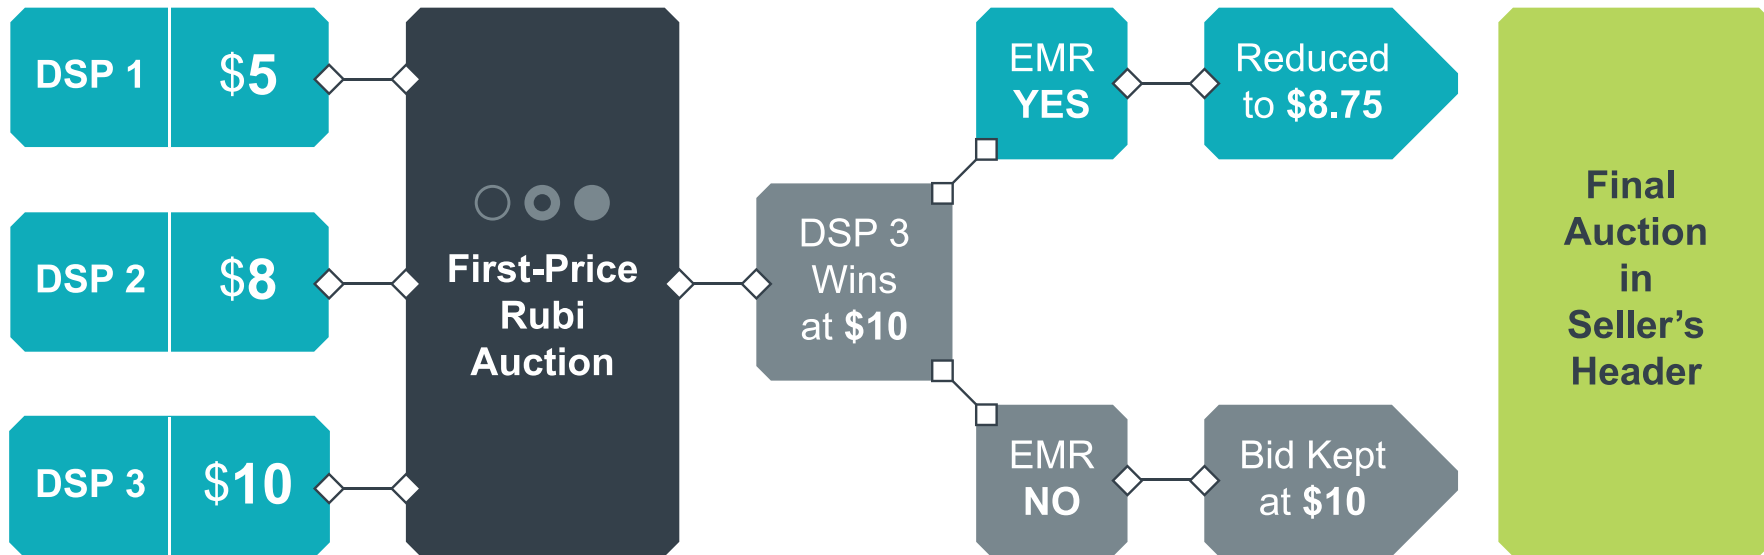 DSP 1 $5
DSP 2 $8
DSP 3 $10
First-Price
Rubi
Auction
DSP 3
Wins
at $10
EMR
YES
Reduced
to $8.75
EMR
NO
Bid Kept
at $10
Final
Auction
in
Seller’s
Header